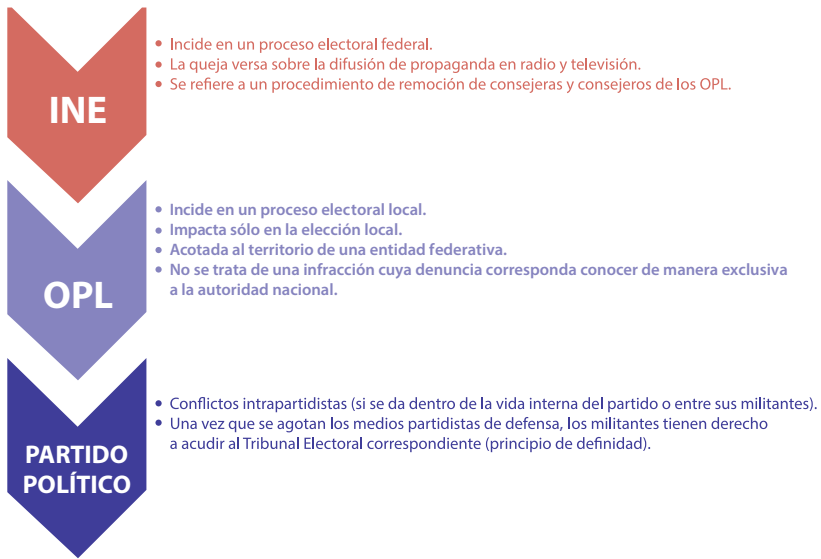 INE
• Incide en un proceso electoral federal.
• La queja versa sobre la difusión de propaganda en radio y televisión.
• Se refiere a un procedimiento de remoción de consejeras y consejeros de los OPL.
OPL
• Incide en un proceso electoral local.
• Impacta sólo en la elección local.
• Acotada al territorio de una entidad federativa.
• No se trata de una infracción cuya denuncia corresponda conocer de manera exclusiva
a la autoridad nacional.
PARTIDO
POLÍTICO
• Conflictos intrapartidistas (si se da dentro de la vida interna del partido o entre sus militantes).
• Una vez que se agotan los medios partidistas de defensa, los militantes tienen derecho
a acudir al Tribunal Electoral correspondiente (principio de definidad).